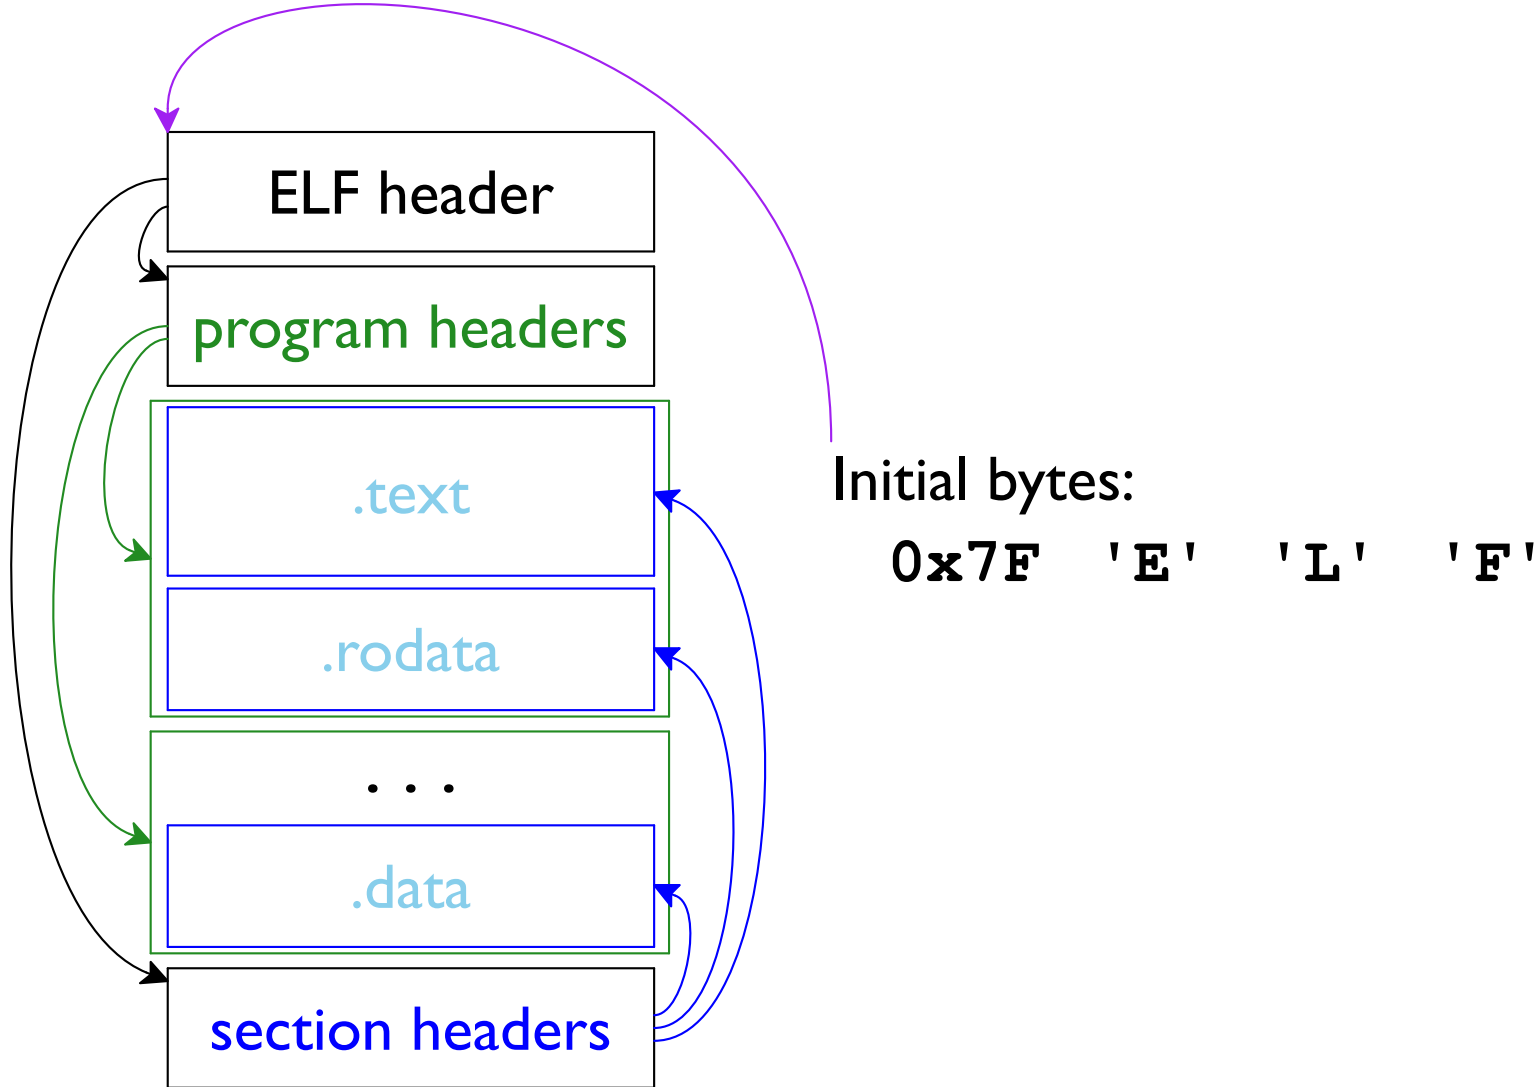 ELF header
program headers
.text
.rodata
. . .
.data
section headers
Initial bytes:
0x7F 'E' 'L' 'F'